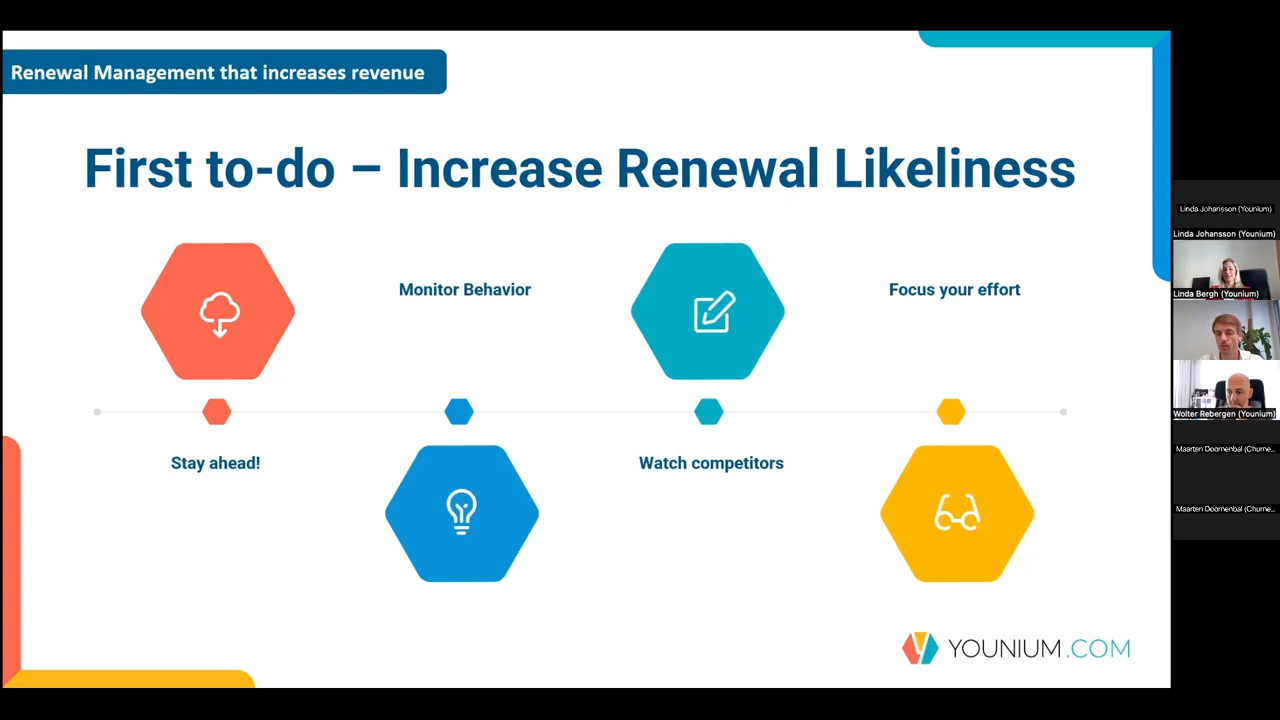 Renewal Management that increases revenue
First to-do – Increase Renewal Likeliness
Monitor Behavior
Focus your effort
Stay ahead!
Watch competitors
YOUNIUM.COM
Linda Johansson (Younium)
Linda Johansson (Younium)
Linda Bergh (Younium)
Wolter Rebergen (Younium)
Maarten Doornenbal (Churne...
Maarten Doornenbal (Churne...